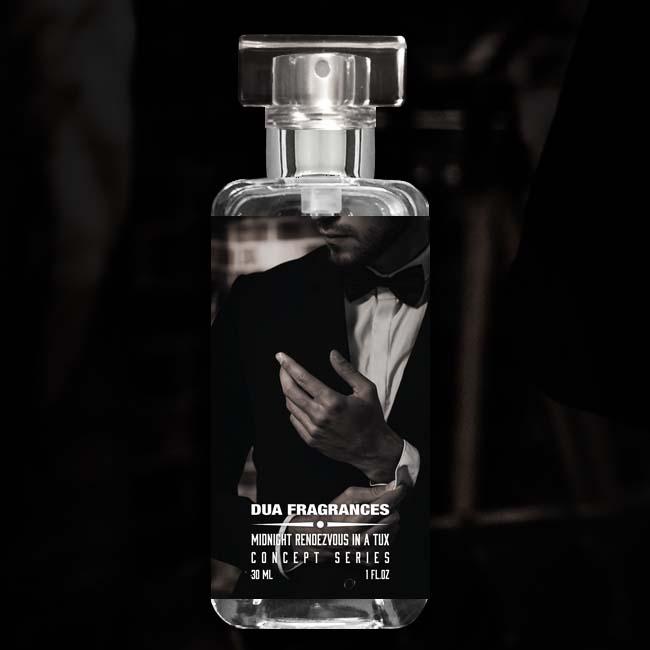 DUA FRAGRANCES
MIDNIGHT RENDEZVOUS IN A TUX
CONCEPT SERIES
30 ML 1 FL.OZ